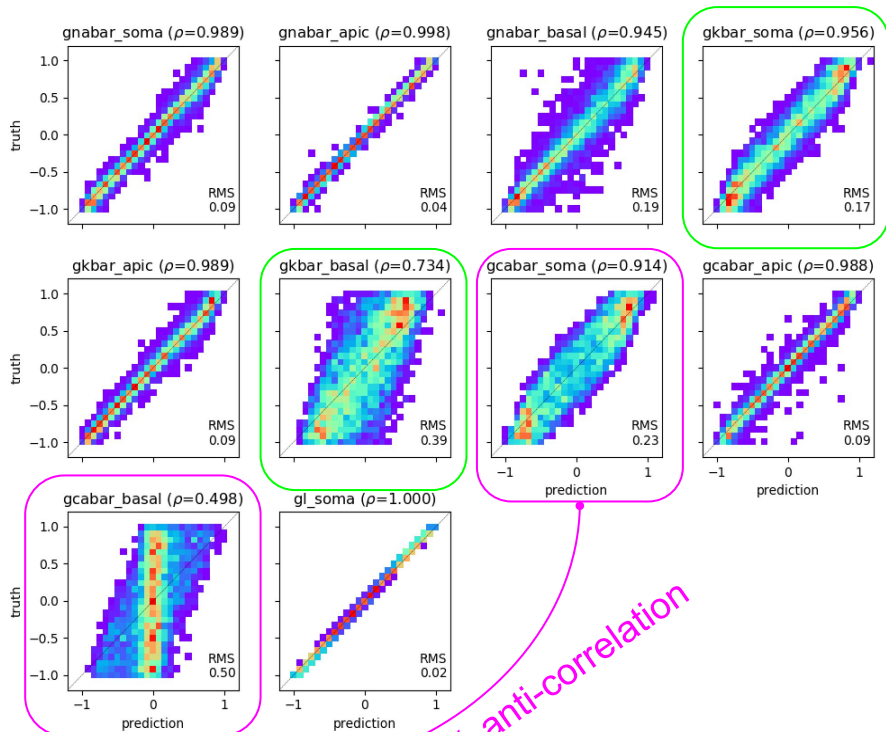 gnabar_soma (ρ=0.989)
gnabar_apic (ρ=0.998)
gnabar_basal (ρ=0.945)
gkbar_soma (ρ=0.956)
1.0
0.5
0.0
−0.5
−1.0
truth
RMS
0.09
RMS
0.04
RMS
0.19
RMS
0.17
gkbar_apic (ρ=0.989)
gkbar_basal (ρ=0.734)
gcabar_soma (ρ=0.914)
gcabar_apic (ρ=0.988)
1.0
0.5
0.0
−0.5
−1.0
truth
RMS
0.09
RMS
0.39
RMS
0.23
RMS
0.09
−1 0 1
−1 0 1
prediction
prediction
gcabar_basal (ρ=0.498)
gl_soma (ρ=1.000)
1.0
0.5
0.0
−0.5
−1.0
truth
RMS
0.50
RMS
0.02
−1 0 1
−1 0 1
prediction
prediction
anti-correlation